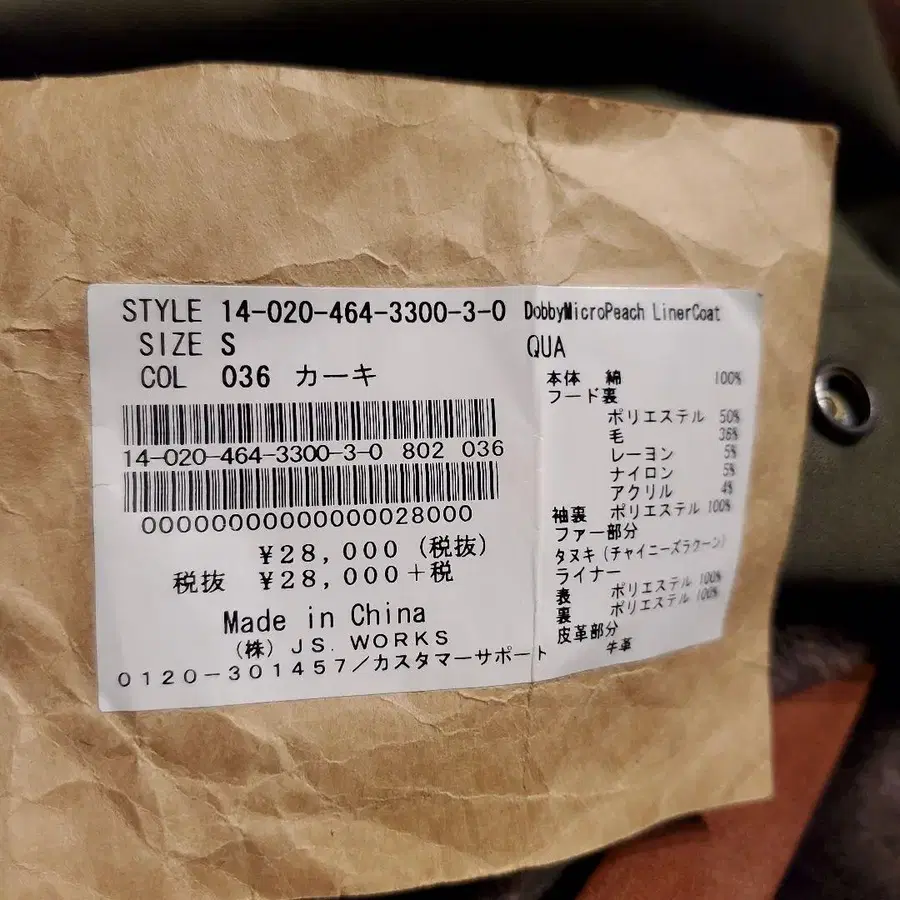 STYLE 14-020-464-3300-3-0 DobbyMicroPeach LinerCoat
SIZE S
COL 036 カーキ
14-020-464-3300-3-0 802 036
00000000000000028000
¥28,000 (税抜)
税抜 ¥28,000+税
Made in China
(株) JS. WORKS
0120-301457/カスタマーサポート
QUA
本体 綿 100%
フード裏
ポリエステル 50%
毛 36%
レーヨン 5%
ナイロン 5%
アクリル 4%
袖裏 ポリエステル 100%
ファー部分
タヌキ (チャイニーズラクーン)
ライナー
表 ポリエステル 100%
裏 ポリエステル 100%
皮革部分
牛革